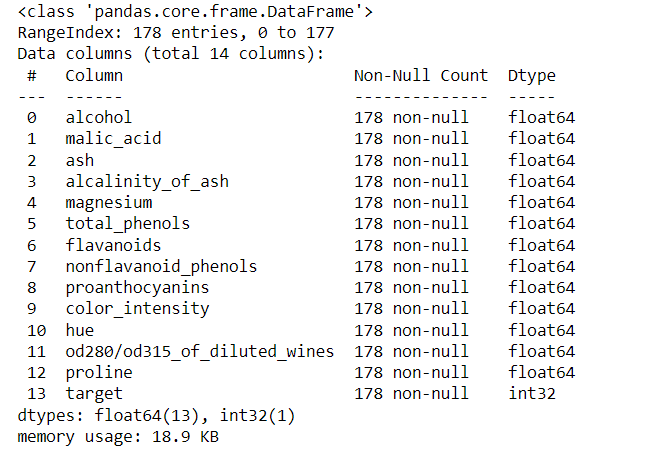 <class 'pandas.core.frame.DataFrame'>
RangeIndex: 178 entries, 0 to 177
Data columns (total 14 columns):
 #   Column                        Non-Null Count  Dtype
---  ------                        --------------  -----
 0   alcohol                       178 non-null    float64
 1   malic_acid                    178 non-null    float64
 2   ash                           178 non-null    float64
 3   alcalinity_of_ash             178 non-null    float64
 4   magnesium                     178 non-null    float64
 5   total_phenols                 178 non-null    float64
 6   flavanoids                    178 non-null    float64
 7   nonflavanoid_phenols          178 non-null    float64
 8   proanthocyanins               178 non-null    float64
 9   color_intensity               178 non-null    float64
 10  hue                           178 non-null    float64
 11  od280/od315_of_diluted_wines  178 non-null    float64
 12  proline                       178 non-null    float64
 13  target                        178 non-null    int32
dtypes: float64(13), int32(1)
memory usage: 18.9 KB